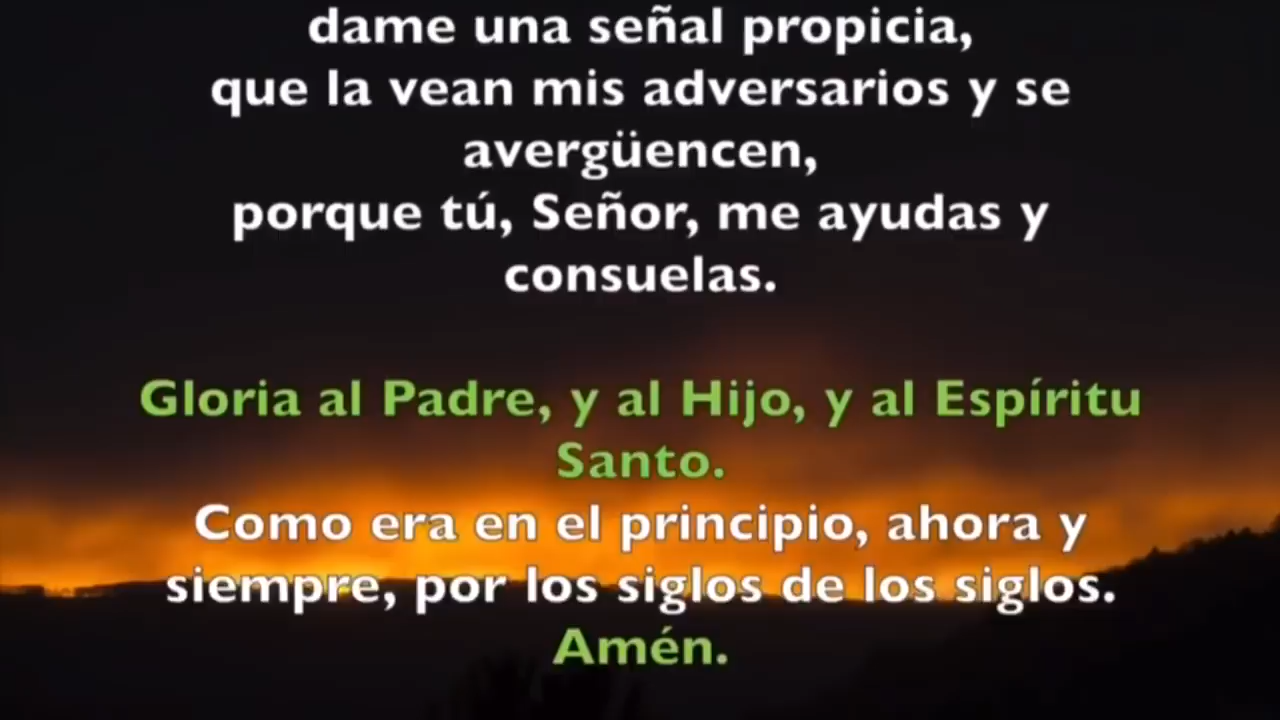 dame una señal propicia,
que la vean mis adversarios y se
avergüencen,
porque tú, Señor, me ayudas y
consuelas.
Gloria al Padre, y al Hijo, y al Espíritu
Santo.
Como era en el principio, ahora y
siempre, por los siglos de los siglos.
Amén.